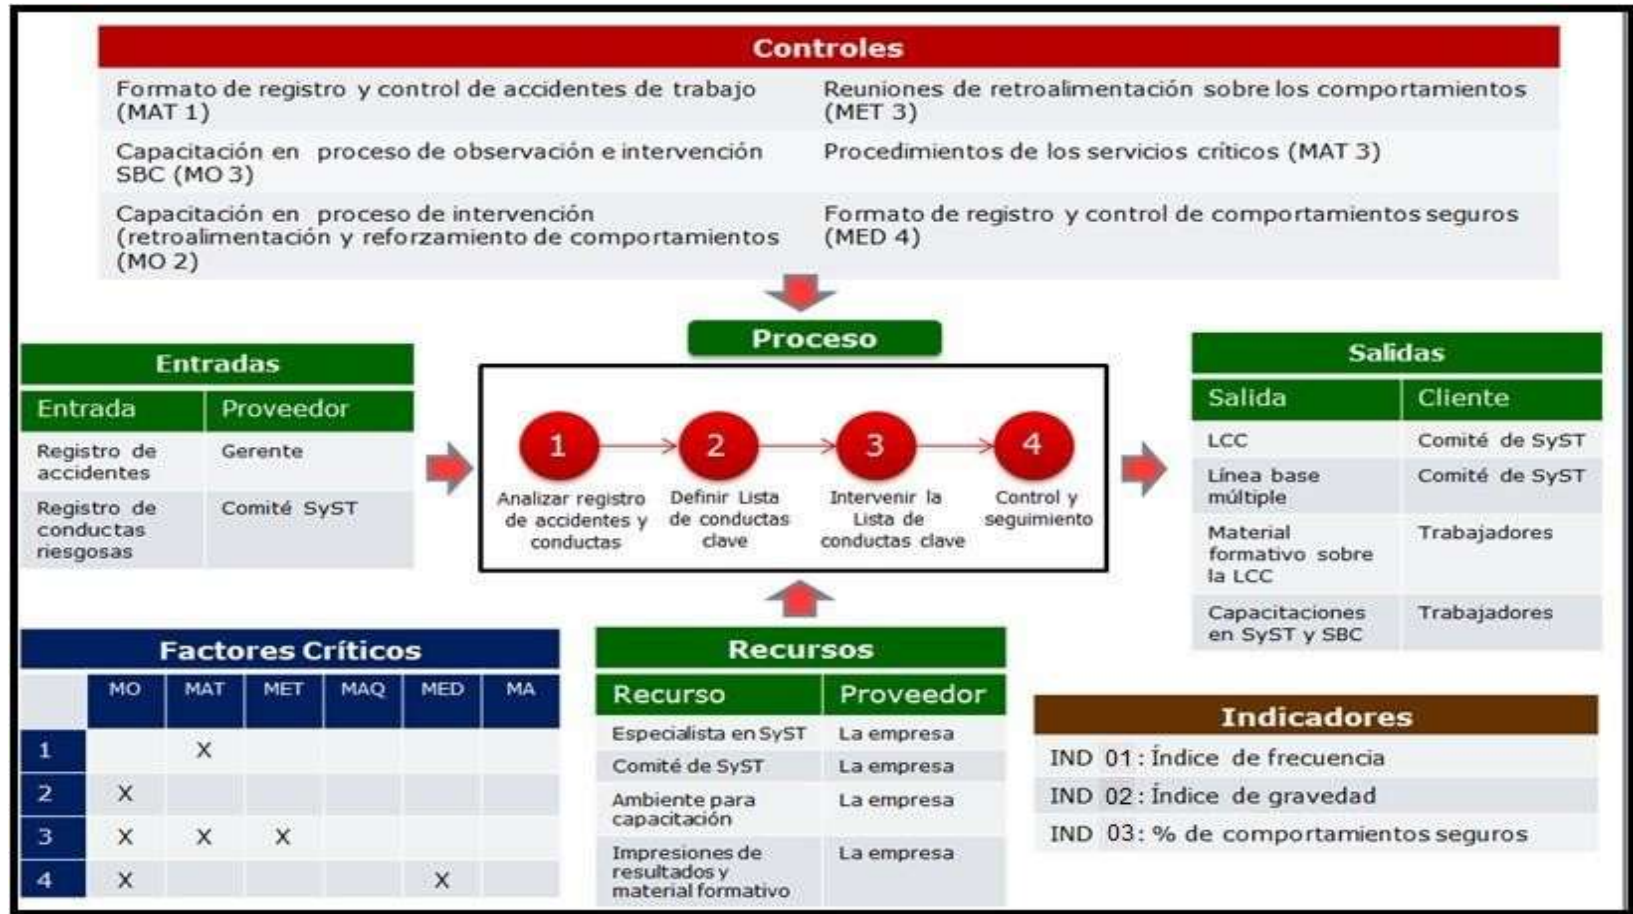 Controles
Formato de registro y control de accidentes de trabajo
(MAT 1)
Reuniones de retroalimentación sobre los comportamientos
(MET 3)
Capacitación en proceso de observación e intervención
SBC (MO 3)
Procedimientos de los servicios críticos (MAT 3)
Capacitación en proceso de intervención
(retroalimentación y reforzamiento de comportamientos
(MO 2)
Formato de registro y control de comportamientos seguros
(MED 4)
Entradas
Entrada Proveedor
Registro de
accidentes
Gerente
Registro de
conductas
riesgosas
Comité SyST
Proceso
1
Analizar registro
de accidentes y
conductas
2
Definir Lista
de conductas
clave
3
Intervenir la
Lista de
conductas clave
4
Control y
seguimiento
Salidas
Salida Cliente
LCC Comité de SyST
Línea base
múltiple
Comité de SyST
Material
formativo sobre
la LCC
Trabajadores
Capacitaciones
en SyST y SBC
Trabajadores
Factores Críticos
MO MAT MET MAQ MED MA
1 X
2 X
3 X X X
4 X X
Recursos
Recurso Proveedor
Especialista en SyST La empresa
Comité de SyST La empresa
Ambiente para
capacitación
La empresa
Impresiones de
resultados y
material formativo
La empresa
Indicadores
IND 01: Índice de frecuencia
IND 02: Índice de gravedad
IND 03: % de comportamientos seguros